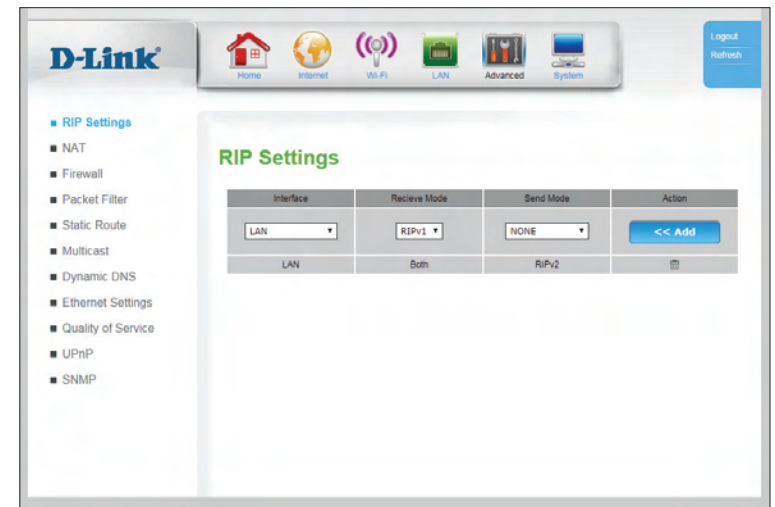 D-Link
Home Internet Wi-Fi LAN Advanced System
Logout
Refresh
RIP Settings
NAT
Firewall
Packet Filter
Static Route
Multicast
Dynamic DNS
Ethernet Settings
Quality of Service
UPnP
SNMP
RIP Settings
Interface Recieve Mode Send Mode Action
LAN RIPv1 NONE << Add
LAN Both RIPv2